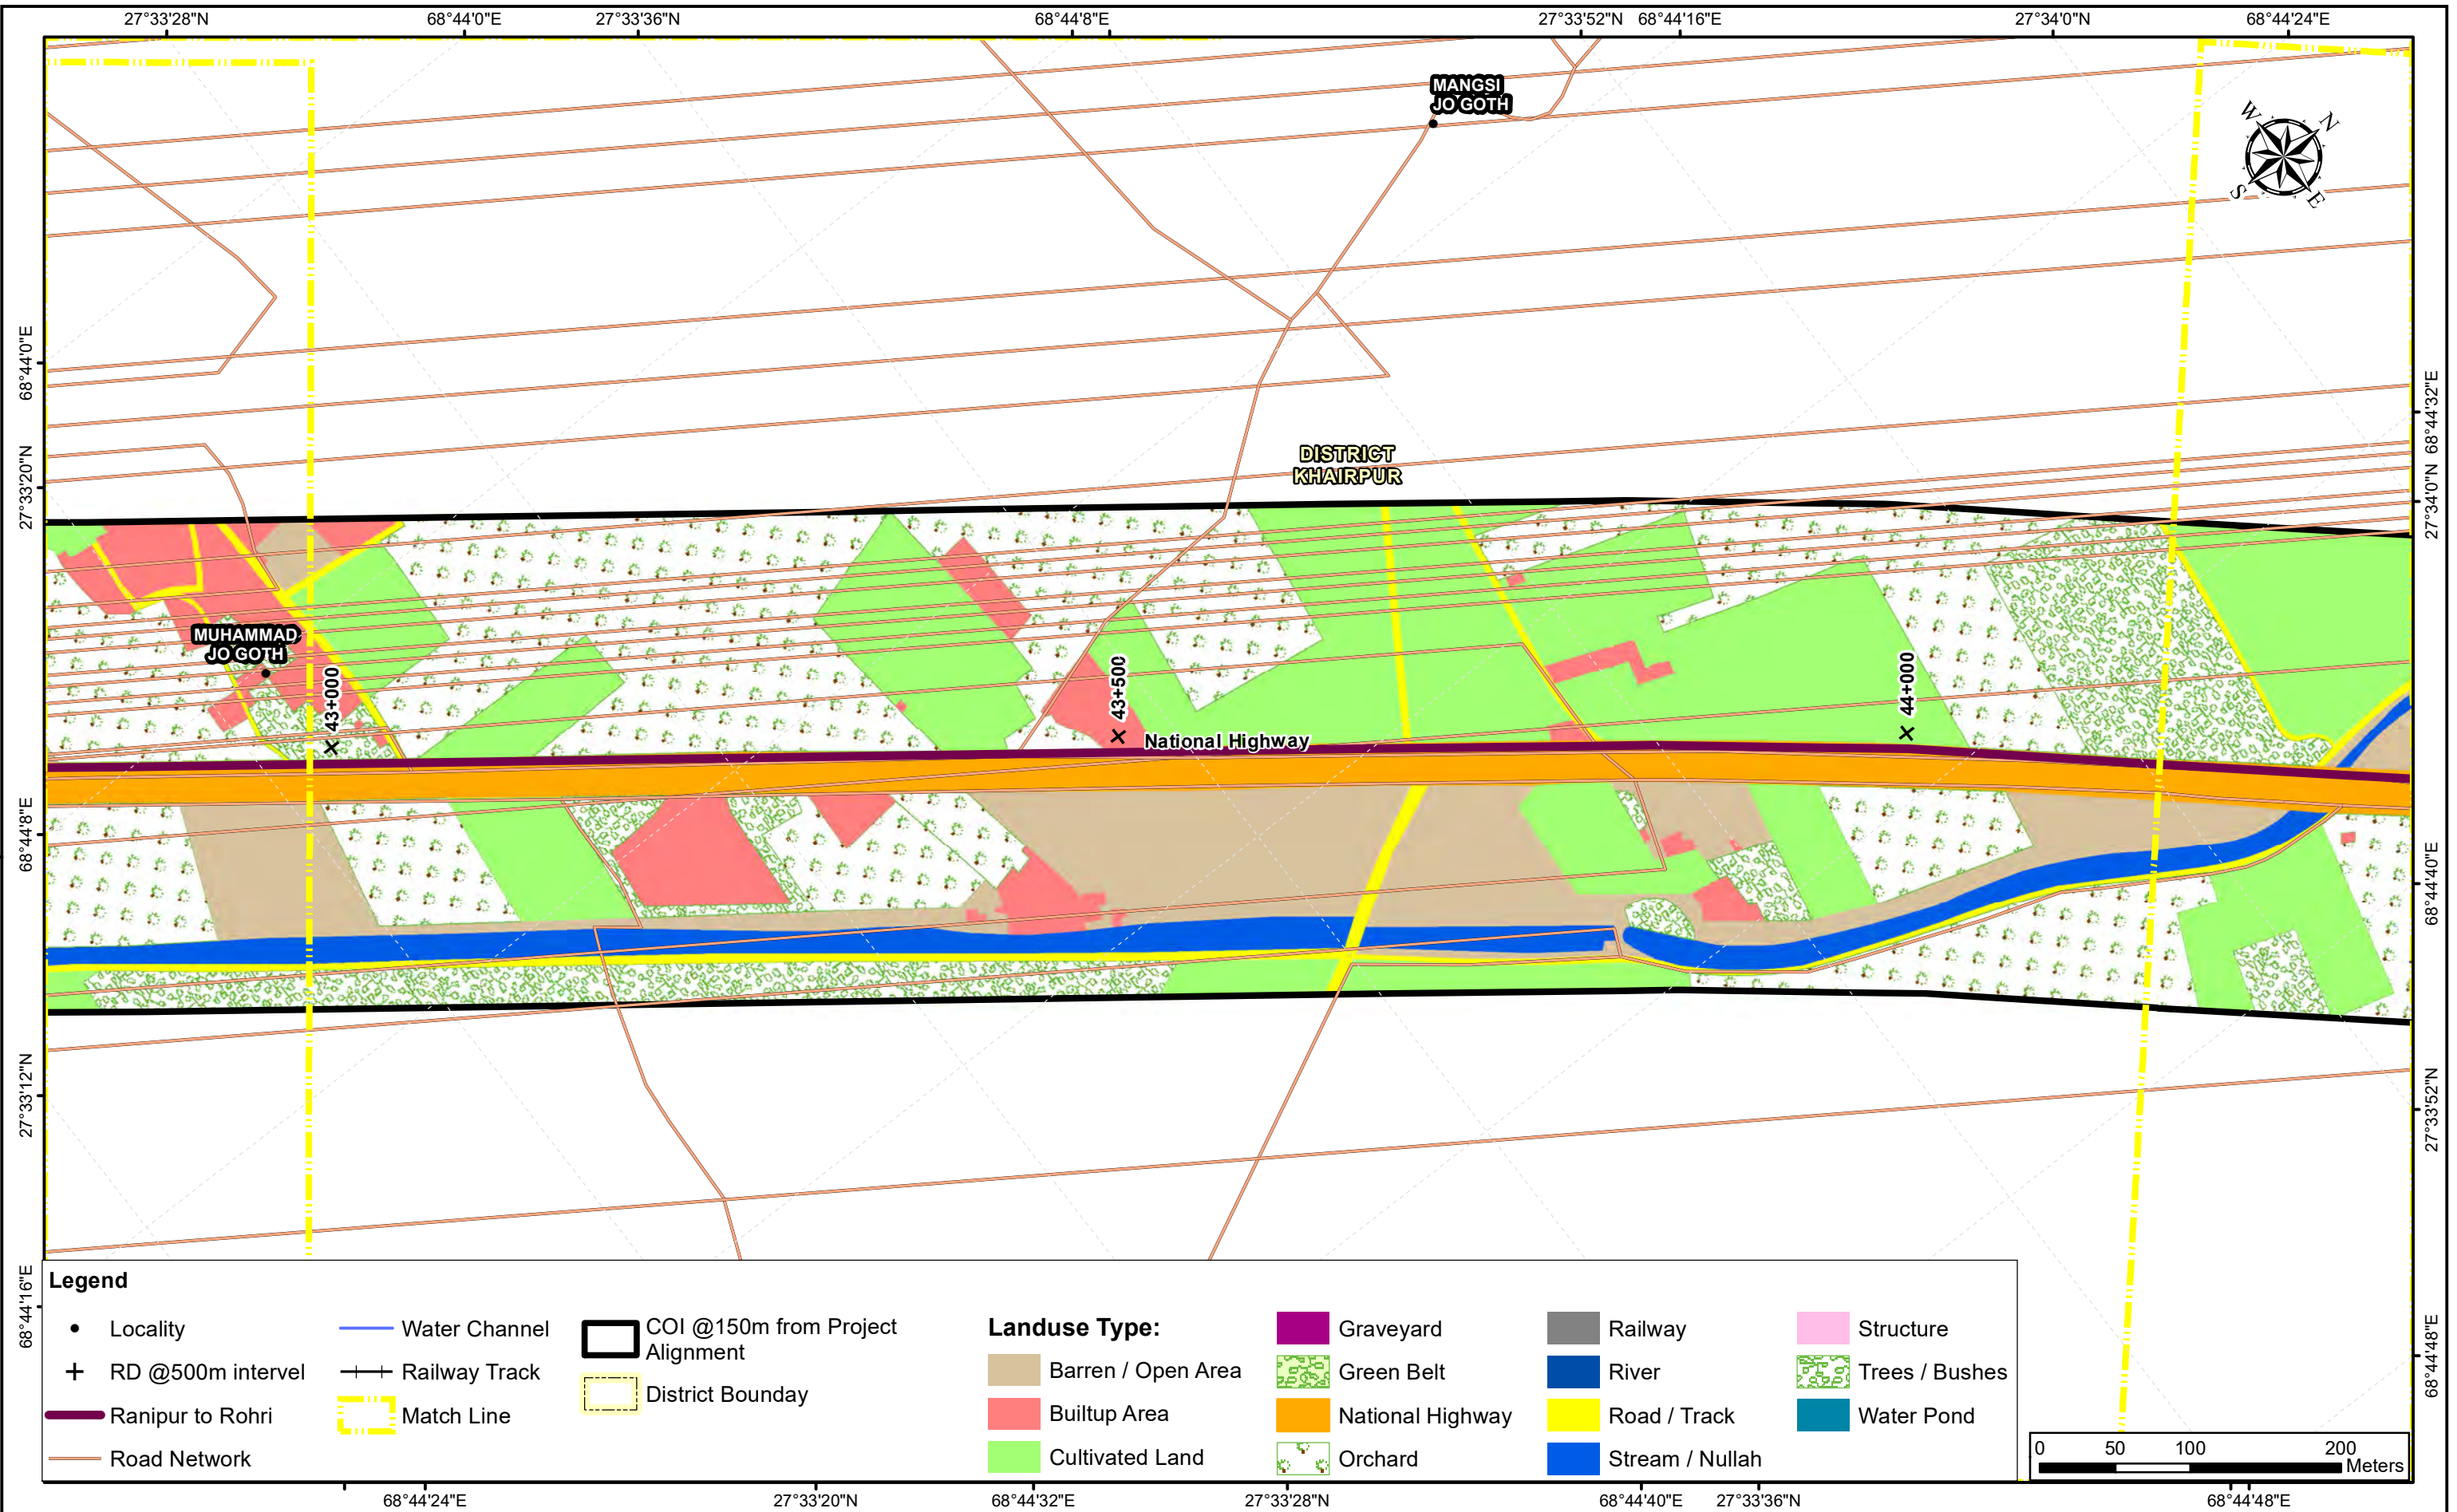 27°33'28"N 68°44'0"E 27°33'36"N 68°44'8"E 27°33'52"N 68°44'16"E 27°34'0"N 68°44'24"E
MANGSI
JO GOTH
W N
S E
68°44'0"E
68°44'32"E
DISTRICT
KHAIRPUR
27°33'20"N
27°34'0"N
MUHAMMAD
JO GOTH
43+000
43+500
44+000
National Highway
68°44'8"E
68°44'40"E
27°33'12"N
27°33'52"N
68°44'16"E
68°44'48"E
Legend
Locality
RD @500m intervel
Ranipur to Rohri
Road Network
Water Channel
Railway Track
Match Line
COI @150m from Project
Alignment
District Bounday
Landuse Type:
Barren / Open Area
Builtup Area
Cultivated Land
Graveyard
Green Belt
National Highway
Orchard
Railway
River
Road / Track
Stream / Nullah
Structure
Trees / Bushes
Water Pond
0 50 100 200
Meters
68°44'24"E 27°33'20"N 68°44'32"E 27°33'28"N 68°44'40"E 27°33'36"N 68°44'48"E